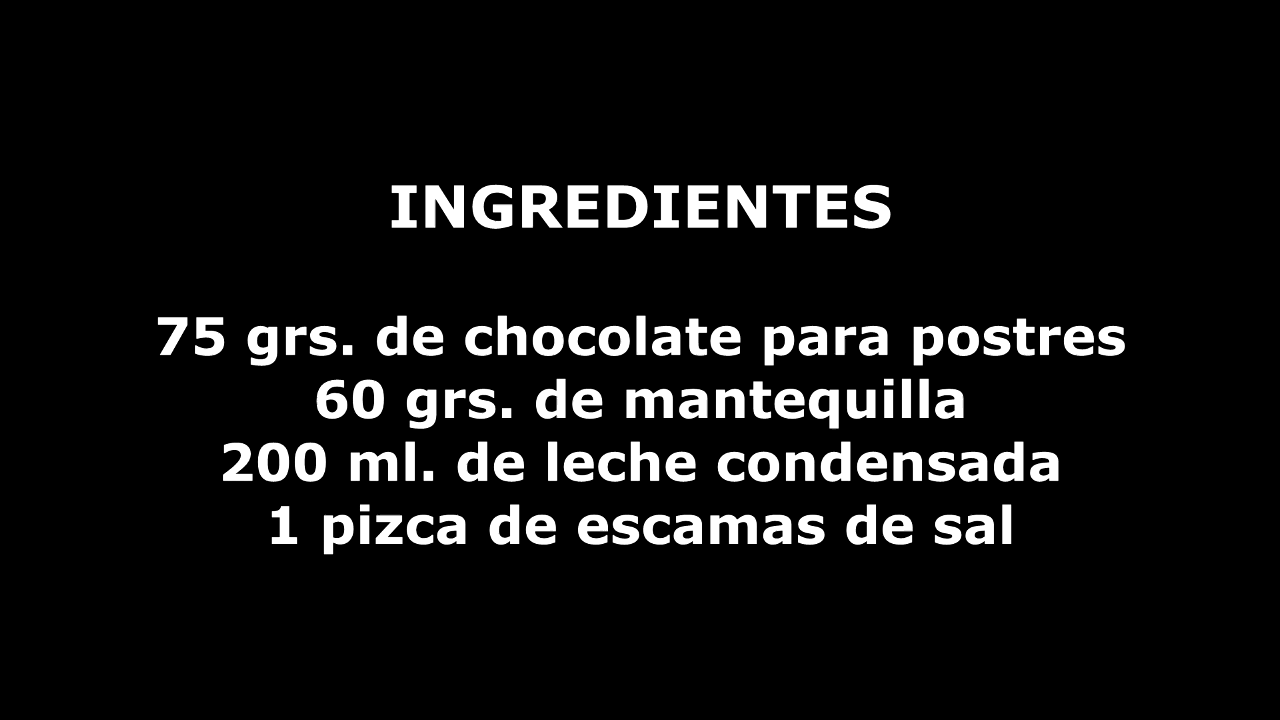 INGREDIENTES
75 grs. de chocolate para postres
60 grs. de mantequilla
200 ml. de leche condensada
1 pizca de escamas de sal